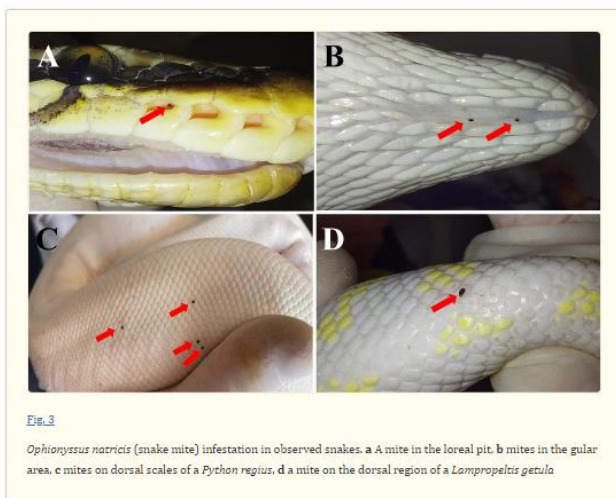 A
B
C
D
Fig. 3
Ophionyssus natricis (snake mite) infestation in observed snakes. a A mite in the loreal pit, b mites in the gular
area, c mites on dorsal scales of a Python regius, d a mite on the dorsal region of a Lampropeltis getula